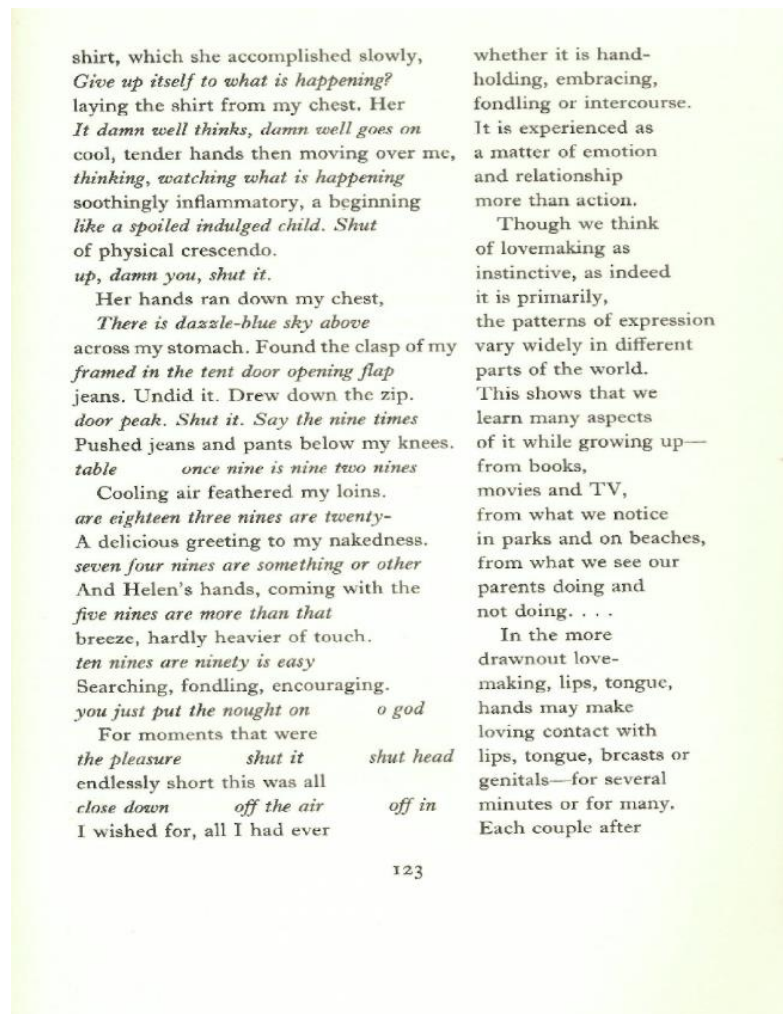 shirt, which she accomplished slowly,
Give up itself to what is happening?
laying the shirt from my chest. Her
It damn well thinks, damn well goes on
cool, tender hands then moving over me,
thinking, watching what is happening
soothingly inflammatory, a beginning
like a spoiled indulged child. Shut
of physical crescendo.
up, damn you, shut it.
Her hands ran down my chest,
There is dazzle-blue sky above
across my stomach. Found the clasp of my
framed in the tent door opening flap
jeans. Undid it. Drew down the zip.
door peak. Shut it. Say the nine times
Pushed jeans and pants below my knees.
table once nine is nine two nines
Cooling air feathered my loins.
are eighteen three nines are twenty-
A delicious greeting to my nakedness.
seven four nines are something or other
And Helen's hands, coming with the
five nines are more than that
breeze, hardly heavier of touch.
ten nines are ninety is easy
Searching, fondling, encouraging.
you just put the nought on o god
For moments that were
the pleasure shut it shut head
endlessly short this was all
close down off the air off in
I wished for, all I had ever
whether it is hand-
holding, embracing,
fondling or intercourse.
It is experienced as
a matter of emotion
and relationship
more than action.
Though we think
of lovemaking as
instinctive, as indeed
it is primarily,
the patterns of expression
vary widely in different
parts of the world.
This shows that we
learn many aspects
of it while growing up—
from books,
movies and TV,
from what we notice
in parks and on beaches,
from what we see our
parents doing and
not doing. . . .
In the more
drawnout love-
making, lips, tongue,
hands may make
loving contact with
lips, tongue, breasts or
genitals—for several
minutes or for many.
Each couple after
123